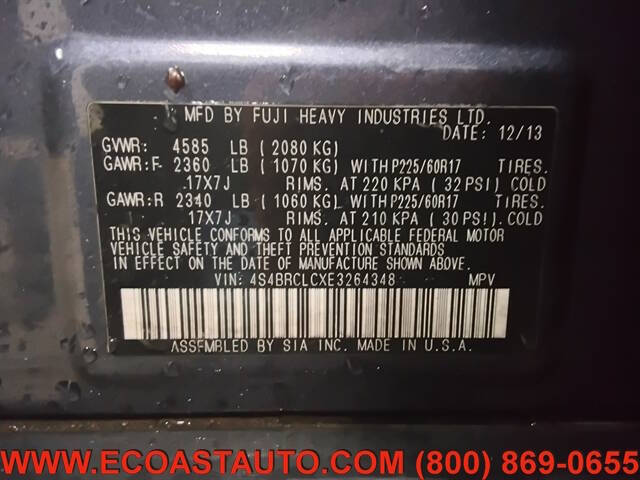 MFD BY FUJI HEAVY INDUSTRIES LTD.
DATE: 12/13
GVWR: 4585 LB (2080 KG)
GAWR:F- 2360 LB (1070 KG) WITH P225/60R17 TIRES.
17X7J RIMS. AT 220 KPA (32 PSI) COLD
GAWR:R 2340 LB (1060 KG) WITH P225/60R17 TIRES.
17X7J RIMS. AT 210 KPA (30 PSI). COLD
THIS VEHICLE CONFORMS TO ALL APPLICABLE FEDERAL MOTOR
VEHICLE SAFETY AND THEFT PREVENTION STANDARDS
IN EFFECT ON THE DATE OF MANUFACTURE SHOWN ABOVE.
VIN: 4S4BRCLCXE3264348 MPV
ASSEMBLED BY SIA INC. MADE IN U.S.A.
WWW.ECOASTAUTO.COM (800) 869-0655